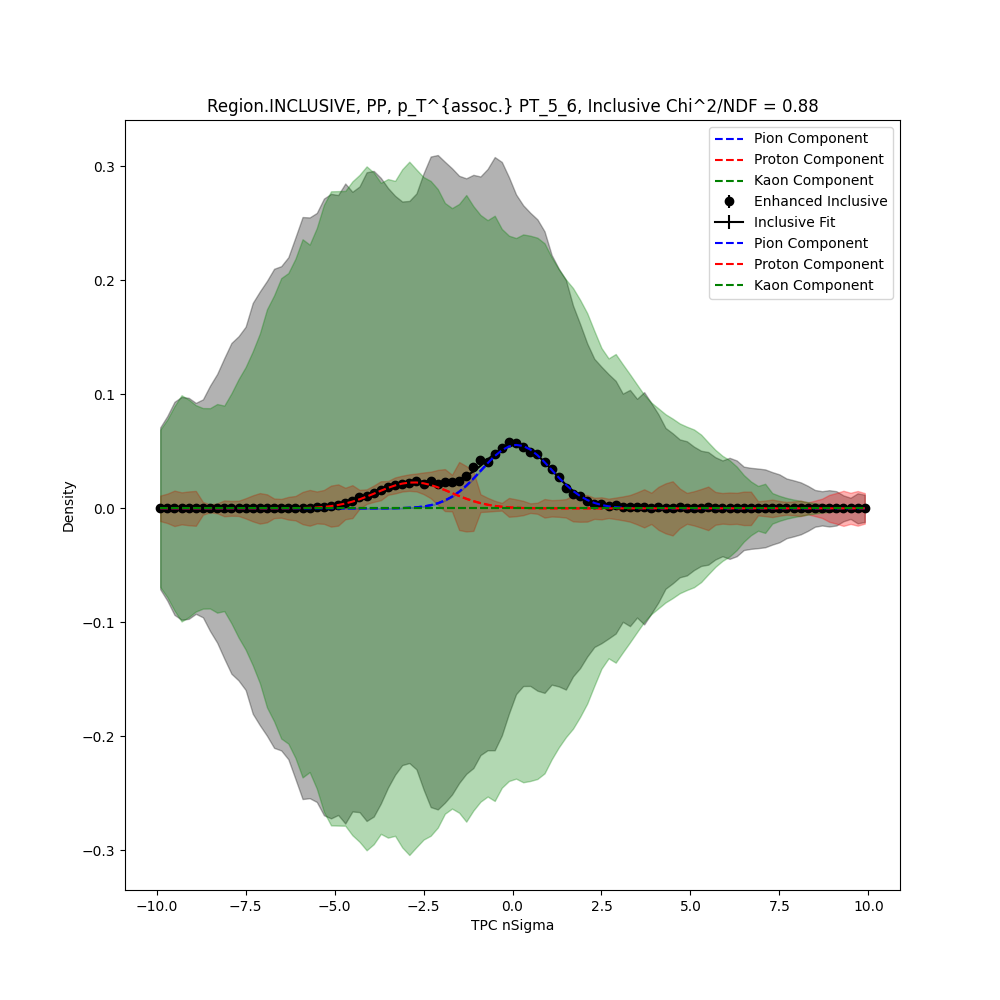 Region.INCLUSIVE, PP, p_T^{assoc.} PT_5_6, Inclusive Chi^2/NDF = 0.88
Pion Component
Proton Component
Kaon Component
Enhanced Inclusive
Inclusive Fit
Pion Component
Proton Component
Kaon Component
0.3
0.2
0.1
0.0
−0.1
−0.2
−0.3
Density
−10.0 −7.5 −5.0 −2.5 0.0 2.5 5.0 7.5 10.0
TPC nSigma